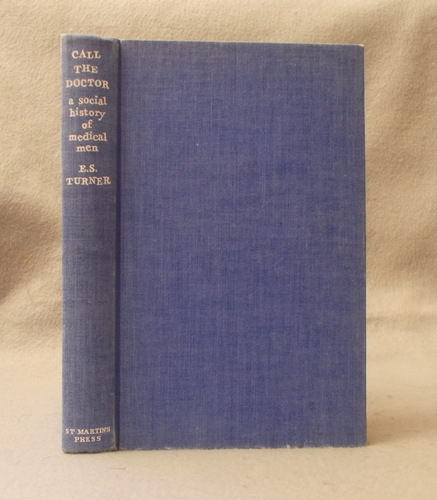 CALL
THE
DOCTOR
a social
history
of
medical
men
E.S.
TURNER
ST MARTIN'S
PRESS